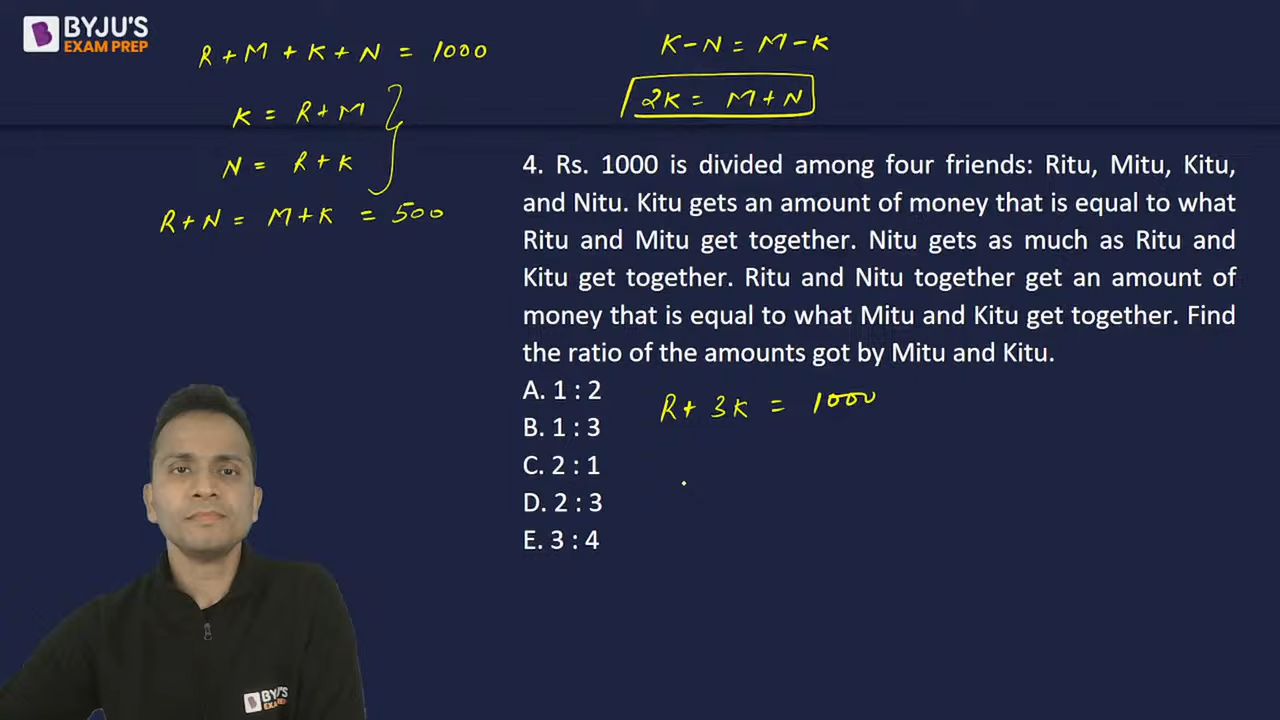 BYJU'S
EXAM PREP
R + M + K + N = 1000
K = R + M
N = R + K
R + N = M + K = 500
K - N = M - K
2K = M + N
4. Rs. 1000 is divided among four friends: Ritu, Mitu, Kitu,
and Nitu. Kitu gets an amount of money that is equal to what
Ritu and Mitu get together. Nitu gets as much as Ritu and
Kitu get together. Ritu and Nitu together get an amount of
money that is equal to what Mitu and Kitu get together. Find
the ratio of the amounts got by Mitu and Kitu.
A. 1 : 2
B. 1 : 3
C. 2 : 1
D. 2 : 3
E. 3 : 4
R + 3K = 1000
BYJU'S